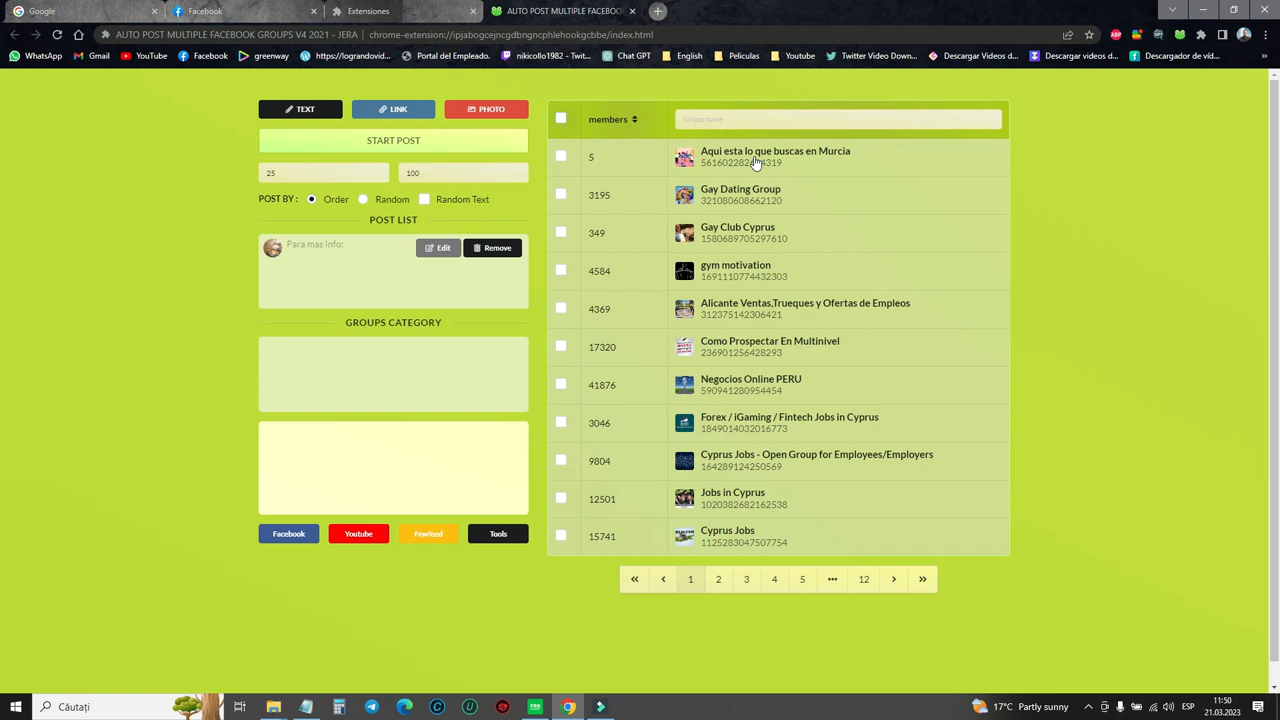 Google
Facebook
Extensiones
AUTO POST MULTIPLE FACEBO
AUTO POST MULTIPLE FACEBOOK GROUPS V4 2021 - JERA | chrome-extension://ipjabogcejncgdbngncphlehookgkcbbe/index.html
WhatsApp Gmail YouTube Facebook greenway https://lograndovid... Portal del Empleado. nikicollo1982 - Twit... Chat GPT English Peliculas Youtube Twitter Video Down... Descargar videos d... Descargar videos de... Descargador de víd...
TEXT LINK PHOTO
START POST
25 100
POST BY : Order Random Random Text
POST LIST
Para mas info: Edit Remove
GROUPS CATEGORY
Facebook Youtube Fewfeed Tools
members Group name
5 Aqui esta lo que buscas en Murcia
3195 Gay Dating Group
321080608662120
349 Gay Club Cyprus
1580689705297610
4584 gym motivation
1691110774432303
4369 Alicante Ventas,Trueques y Ofertas de Empleos
312375142306421
17320 Como Prospectar En Multinivel
236901256428293
41876 Negocios Online PERU
590941280954454
3046 Forex / iGaming / Fintech Jobs in Cyprus
1849014032016773
9804 Cyprus Jobs - Open Group for Employees/Employers
164289124250569
12501 Jobs in Cyprus
1020382682162538
15741 Cyprus Jobs
1125283047507754
1 2 3 4 5 ••• 12
Căutați 17°C Partly sunny ESP 11:50
21.03.2023